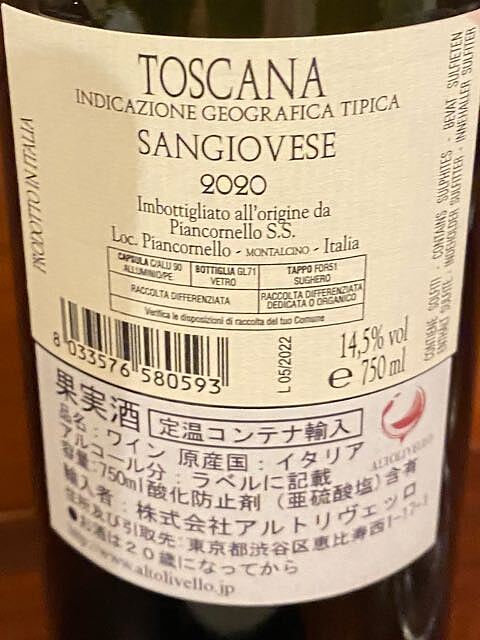 TOSCANA
INDICAZIONE GEOGRAFICA TIPICA
SANGIOVESE
2020
Imbottigliato all'origine da
Piancornello S.S.
Loc. Piancornello - MONTALCINO - Italia
PRODOTTO IN ITALIA
CAPSULA C/ALU 90 BOTTIGLIA GL71 TAPPO FOR51
ALLUMINIO/PE VETRO SUGHERO
RACCOLTA DIFFERENZIATA RACCOLTA DIFFERENZIATA
DEDICATA O ORGANICO
Verifica le disposizioni di raccolta del tuo Comune
8 033576 580593
L 05/2022
14,5% vol
e 750 ml
CONTIENE SOLFITI - CONTAINS SULPHITES - BEVAT SULFIETEN
ENTHÄLT SULFITE - INDEHOLDER SULFITTER - INNEHÅLLER SULFITER
果実酒 定温コンテナ輸入
品名:ワイン 原産国:イタリア
アルコール分:ラベルに記載
容量:750ml 酸化防止剤(亜硫酸塩)含有
輸入者:株式会社アルトリヴェッロ
住所及び引取先:東京都渋谷区恵比寿西1-17-1
●お酒は20歳になってから
http://www.altolivello.jp
ALTOLIVELLO